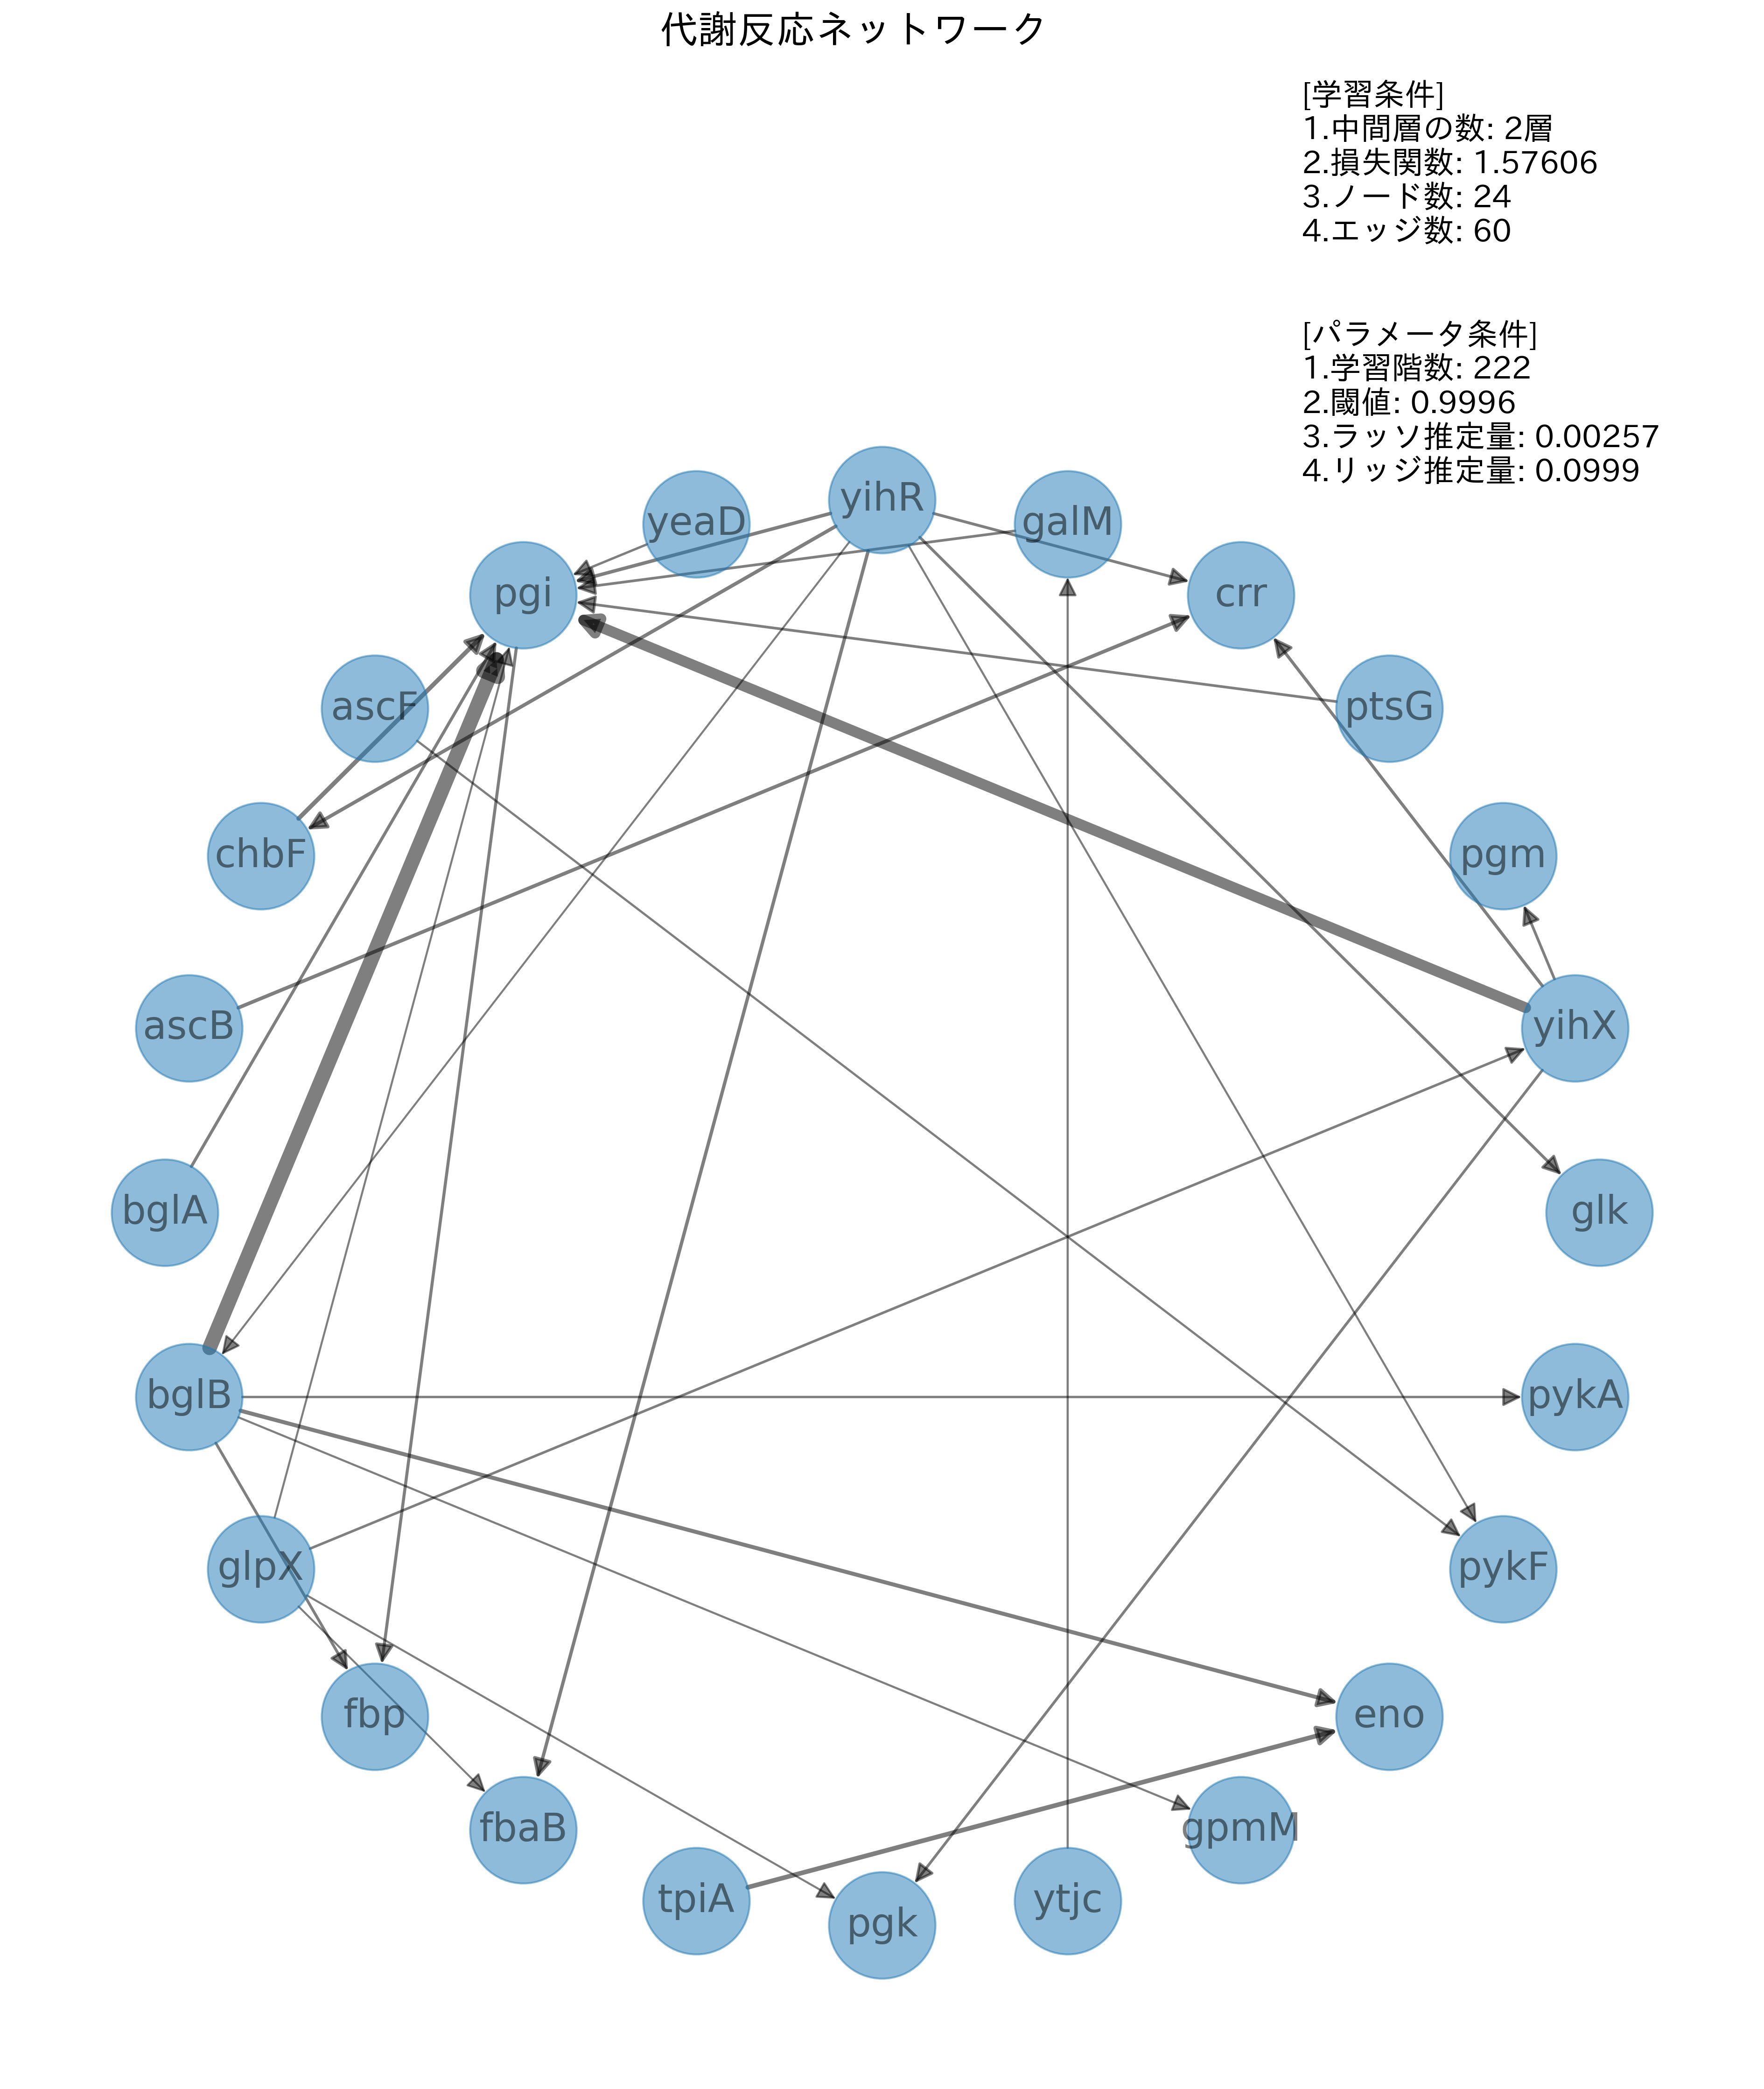 代謝反応ネットワーク
[学習条件]
1.中間層の数: 2層
2.損失関数: 1.57606
3.ノード数: 24
4.エッジ数: 60
[パラメータ条件]
1.学習階数: 222
2.閾値: 0.9996
3.ラッソ推定量: 0.00257
4.リッジ推定量: 0.0999
yihR
yeaD
galM
pgi
crr
ascF
ptsG
chbF
pgm
ascB
yihX
bglA
glk
bglB
pykA
glpX
pykF
fbp
eno
fbaB
gpmM
tpiA
ytjc
pgk